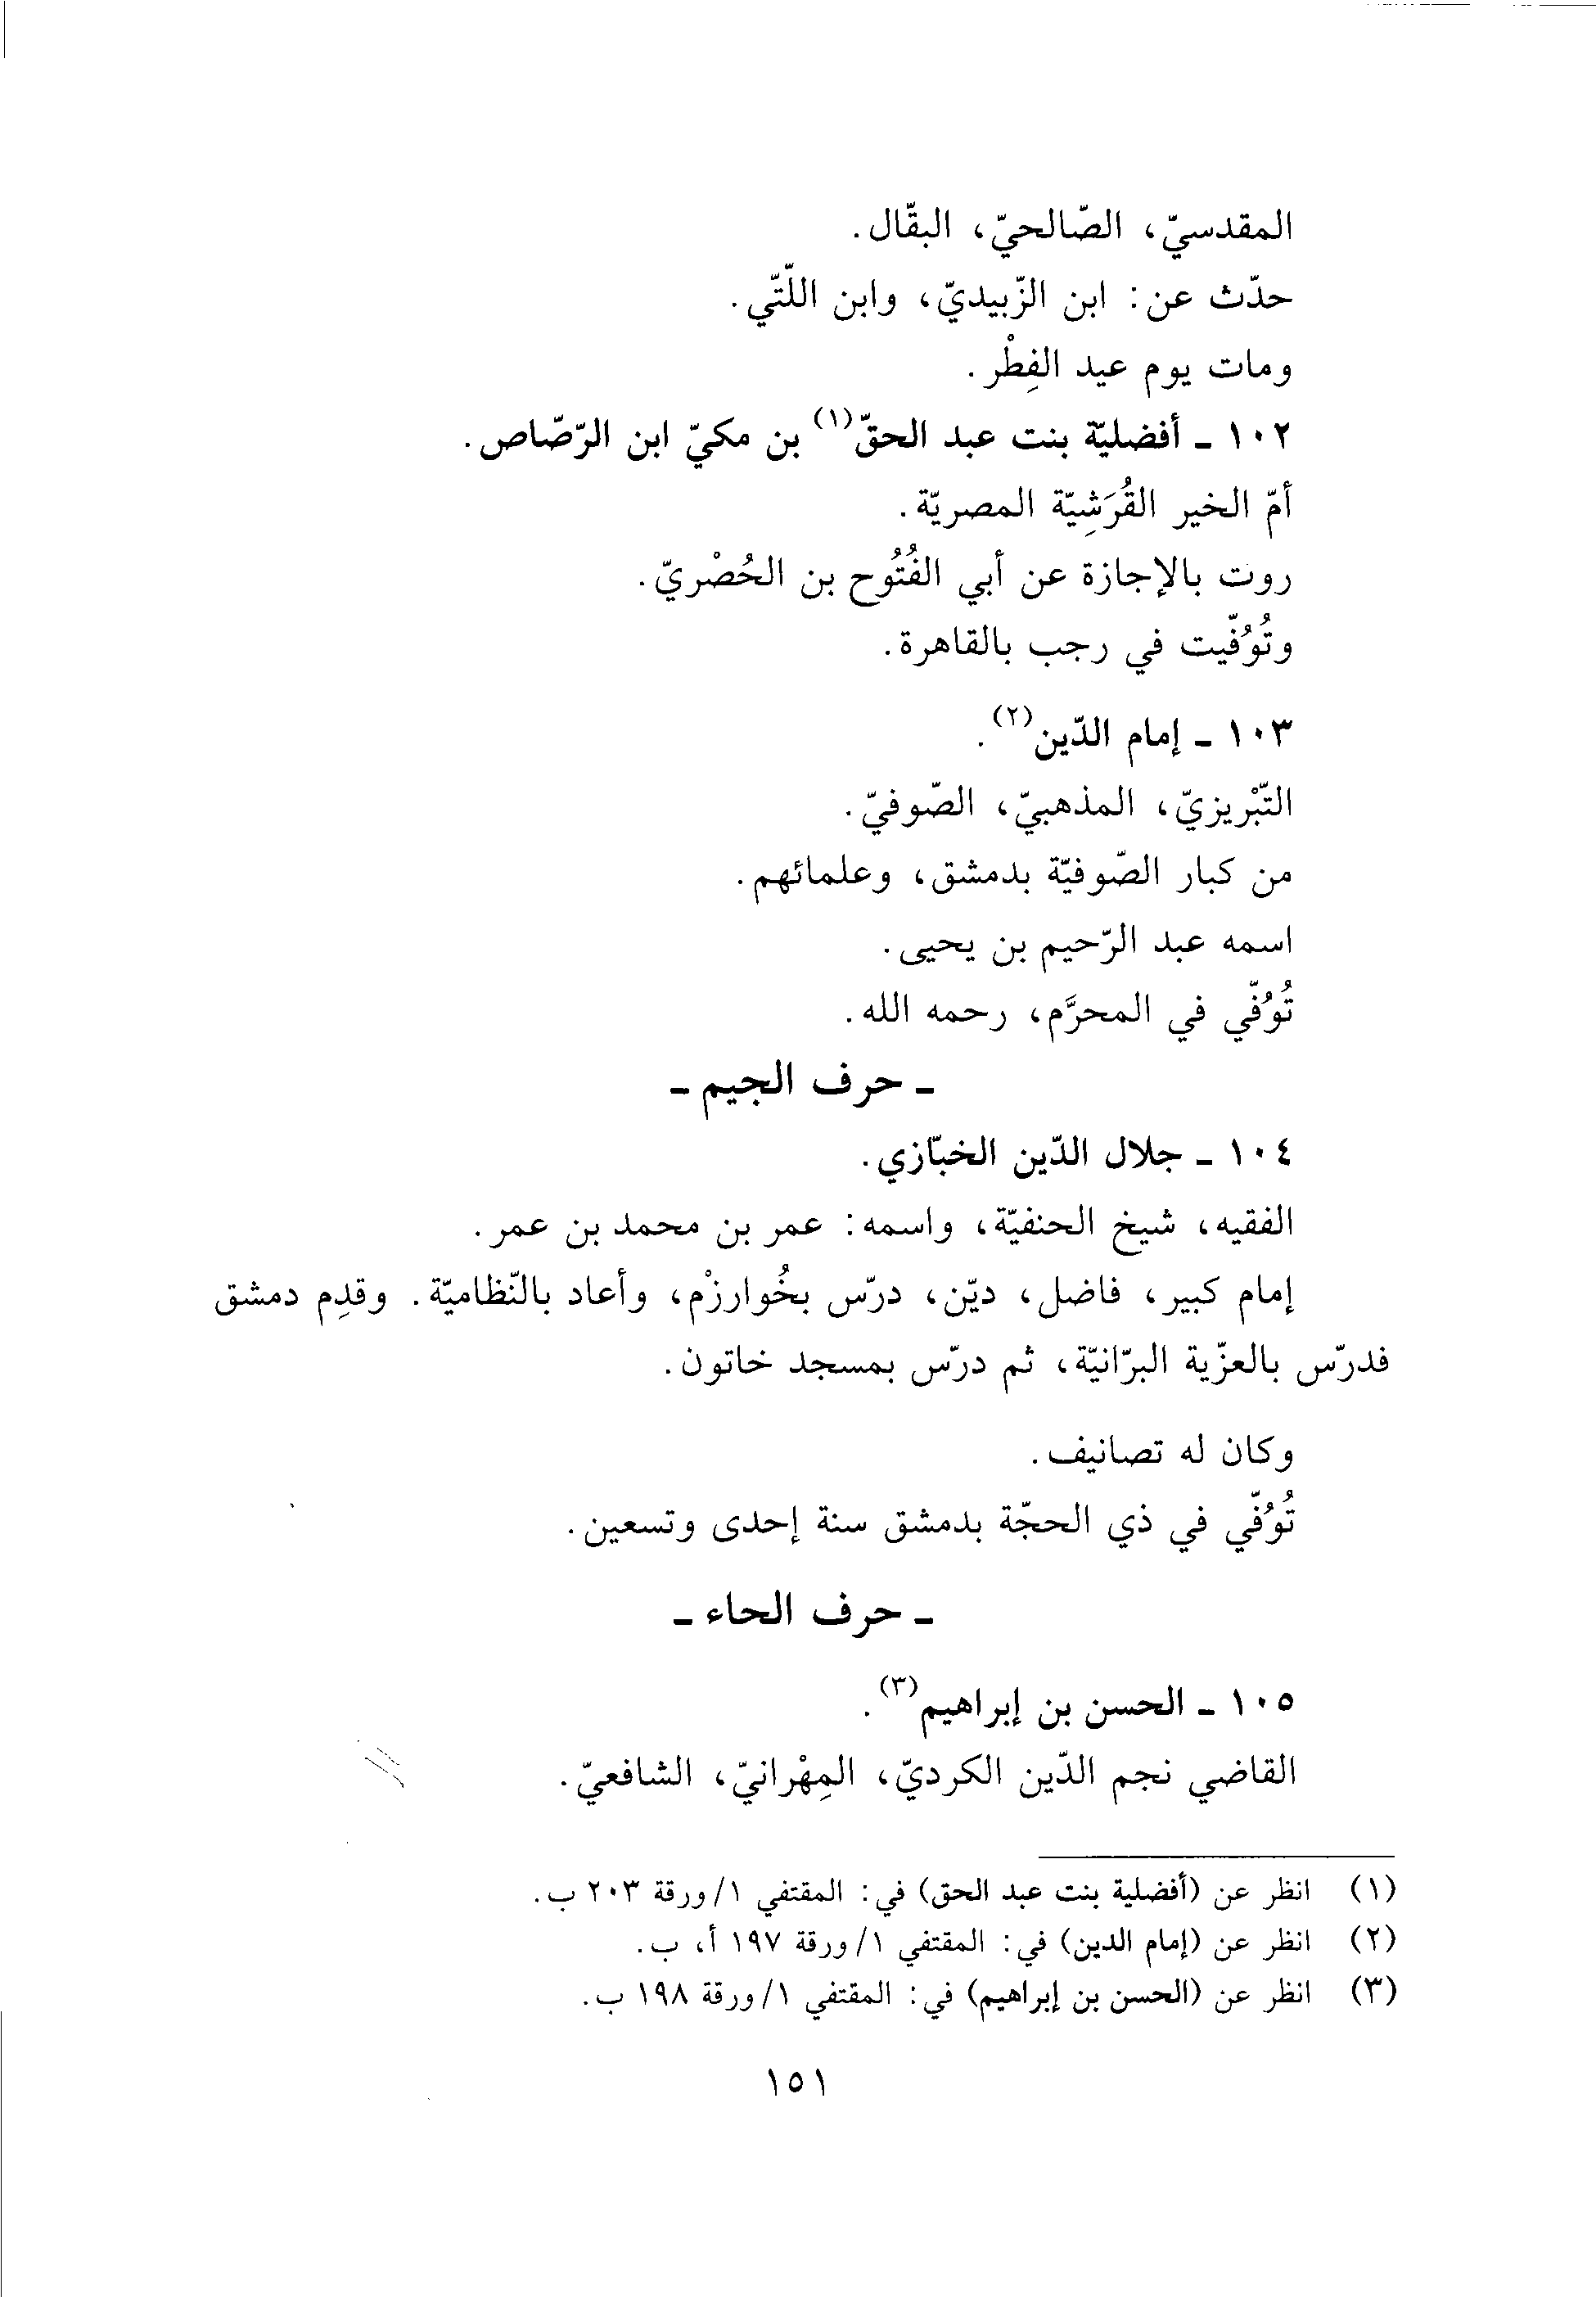 المقدسيّ، الصّالحيّ، البقّال.
حدّث عن: ابن الزّبيديّ، وابن اللّتّي.
ومات يوم عيد الفِطْر.
١٠٢ - أفضليّة بنت عبد الحقّ(١) بن مكيّ ابن الرّصّاص.
أمّ الخير القُرَشِيّة المصريّة.
روت بالإجازة عن أبي الفُتُوح بن الحُصْريّ.
وتُوُفّيت في رجب بالقاهرة.
١٠٣ - إمام الدّين(٢).
التّبْريزيّ، المذهبيّ، الصّوفيّ.
من كبار الصّوفيّة بدمشق، وعلمائهم.
اسمه عبد الرّحيم بن يحيى.
تُوُفّي في المحرَّم، رحمه الله.
- حرف الجيم -
١٠٤ - جلال الدّين الخبّازي.
الفقيه، شيخ الحنفيّة، واسمه: عمر بن محمد بن عمر.
إمام كبير، فاضل، ديّن، درّس بخُوارزْم، وأعاد بالنّظاميّة. وقدِم دمشق
فدرّس بالعزّية البرّانيّة، ثم درّس بمسجد خاتون.
وكان له تصانيف.
تُوُفّي في ذي الحجّة بدمشق سنة إحدى وتسعين.
- حرف الحاء -
١٠٥ - الحسن بن إبراهيم(٣).
القاضي نجم الدّين الكرديّ، المِهْرانيّ، الشافعيّ.
(١) انظر عن (أفضلية بنت عبد الحق) في: المقتفي ١/ورقة ٢٠٣ ب.
(٢) انظر عن (إمام الدين) في: المقتفي ١/ورقة ١٩٧ أ، ب.
(٣) انظر عن (الحسن بن إبراهيم) في: المقتفي ١/ورقة ١٩٨ ب.
١٥١